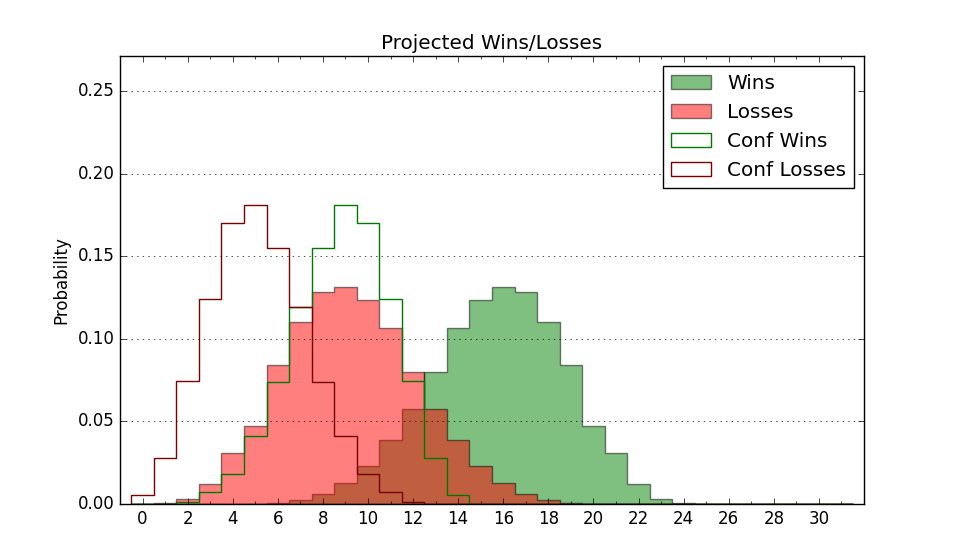 Projected Wins/Losses
Wins
Losses
Conf Wins
Conf Losses
Probability
0.25
0.20
0.15
0.10
0.05
0.00
0 2 4 6 8 10 12 14 16 18 20 22 24 26 28 30